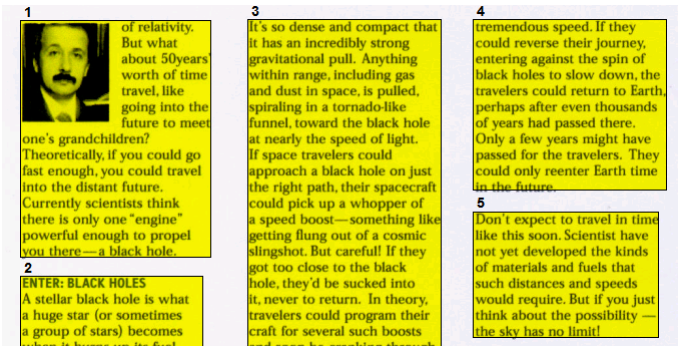 1
of relativity.
But what
about 50years'
worth of time
travel, like
going into the
future to meet
one's grandchildren?
Theoretically, if you could go
fast enough, you could travel
into the distant future.
Currently scientists think
there is only one "engine"
powerful enough to propel
you there—a black hole.
2
ENTER: BLACK HOLES
A stellar black hole is what
a huge star (or sometimes
a group of stars) becomes
when it burns up its fuel
3
It's so dense and compact that
it has an incredibly strong
gravitational pull. Anything
within range, including gas
and dust in space, is pulled,
spiraling in a tornado-like
funnel, toward the black hole
at nearly the speed of light.
If space travelers could
approach a black hole on just
the right path, their spacecraft
could pick up a whopper of
a speed boost—something like
getting flung out of a cosmic
slingshot. But careful! If they
got too close to the black
hole, they'd be sucked into
it, never to return. In theory,
travelers could program their
craft for several such boosts
and soon be through
4
tremendous speed. If they
could reverse their journey,
entering against the spin of
black holes to slow down, the
travelers could return to Earth,
perhaps after even thousands
of years had passed there.
Only a few years might have
passed for the travelers. They
could only reenter Earth time
in the future.
5
Don't expect to travel in time
like this soon. Scientist have
not yet developed the kinds
of materials and fuels that
such distances and speeds
would require. But if you just
think about the possibility —
the sky has no limit!